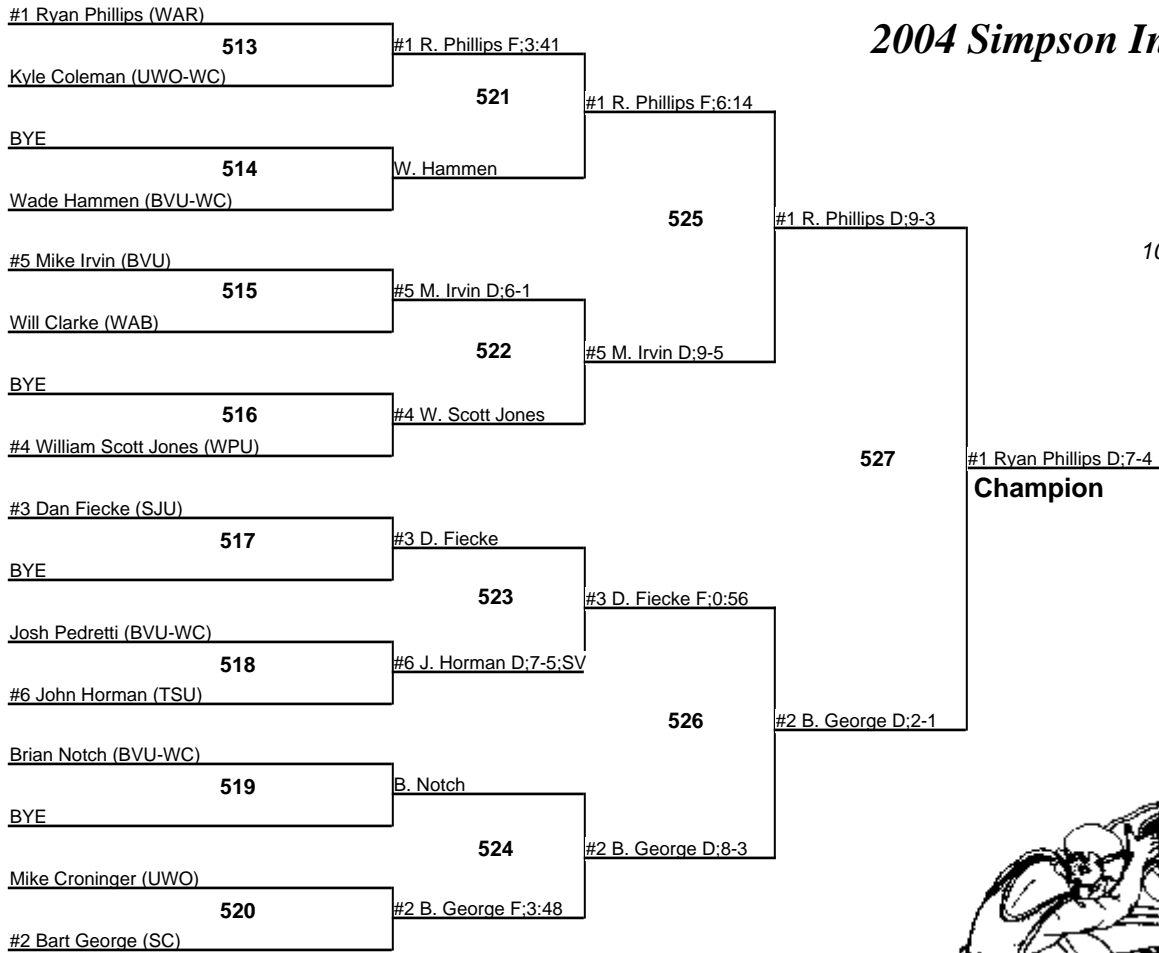 #1 Ryan Phillips (WAR)
513
Kyle Coleman (UWO-WC)
BYE
514
Wade Hammen (BVU-WC)
#5 Mike Irvin (BVU)
515
Will Clarke (WAB)
BYE
516
#4 William Scott Jones (WPU)
#3 Dan Fiecke (SJU)
517
BYE
Josh Pedretti (BVU-WC)
518
#6 John Horman (TSU)
Brian Notch (BVU-WC)
519
BYE
Mike Croninger (UWO)
520
#2 Bart George (SC)
#1 R. Phillips F;3:41
521
W. Hammen
#5 M. Irvin D;6-1
522
#4 W. Scott Jones
#3 D. Fiecke
523
#6 J. Horman D;7-5;SV
B. Notch
524
#2 B. George F;3:48
#1 R. Phillips F;6:14
525
#5 M. Irvin D;9-5
#3 D. Fiecke F;0:56
526
#2 B. George D;8-3
#1 R. Phillips D;9-3
527
#2 B. George D;2-1
#1 Ryan Phillips D;7-4
Champion
2004 Simpson In
10